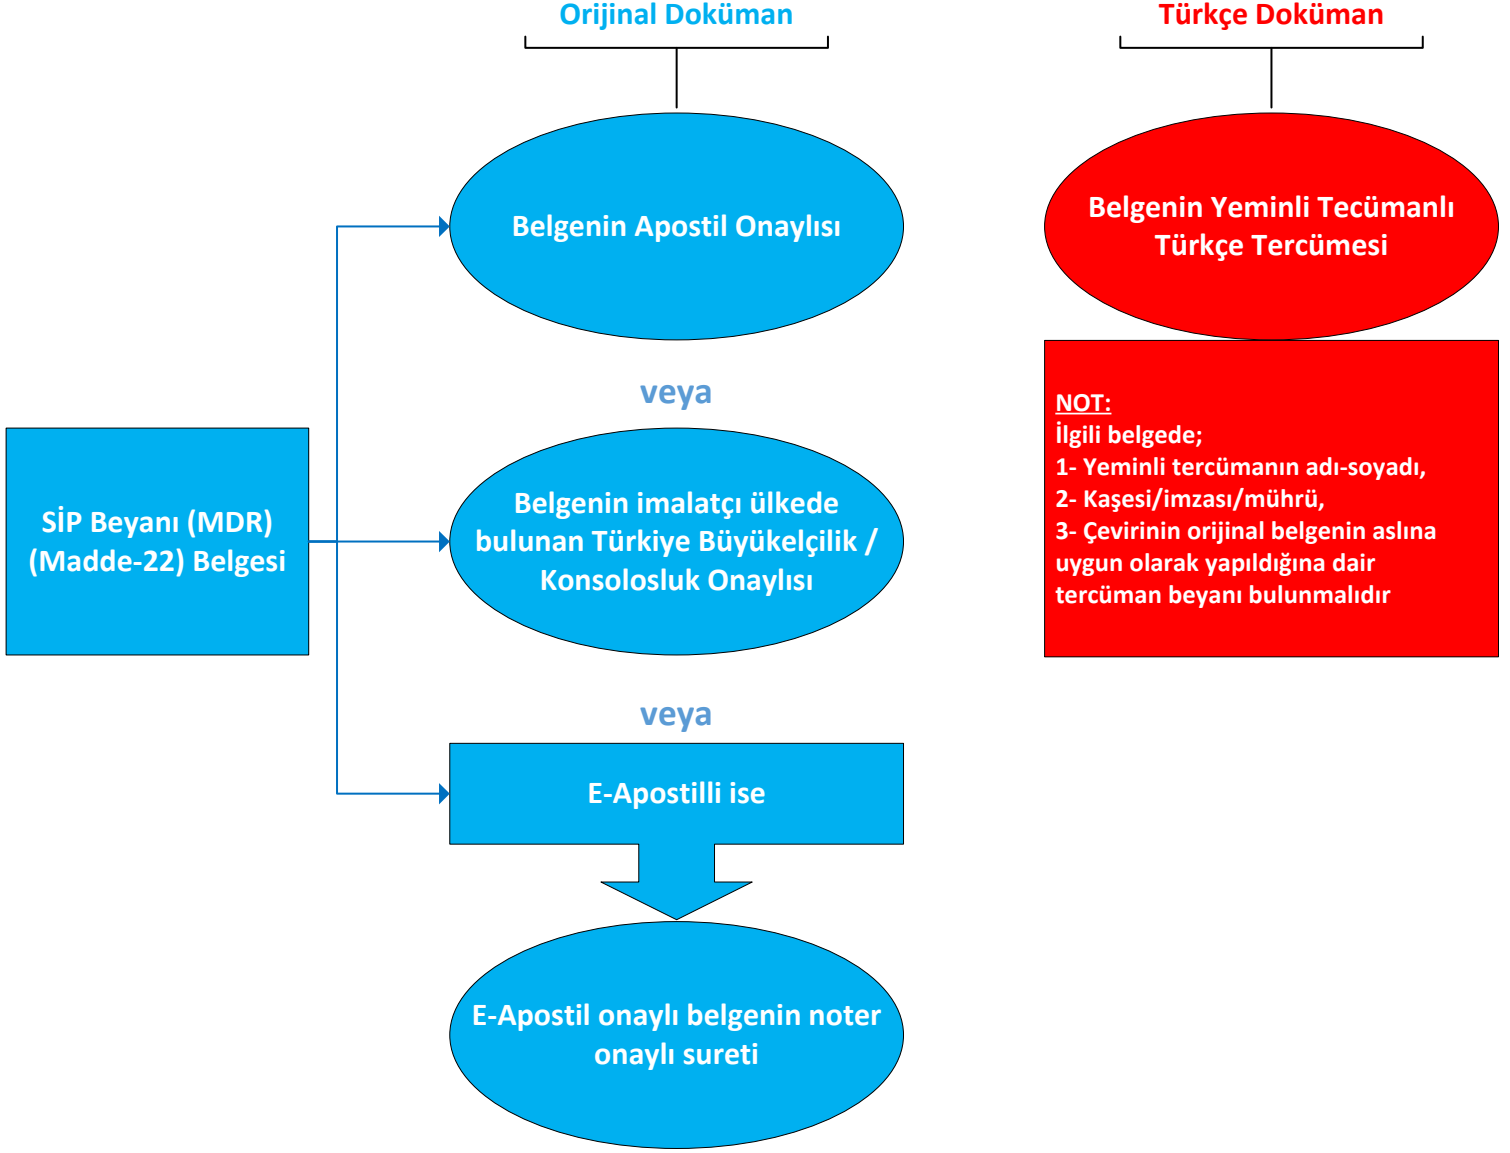 Orijinal Doküman
Türkçe Doküman
Belgenin Apostil Onaylısı
Belgenin Yeminli Tecümanlı
Türkçe Tercümesi
veya
NOT:
İlgili belgede;
1- Yeminli tercümanın adı-soyadı,
2- Kaşesi/imzası/mührü,
3- Çevirinin orijinal belgenin aslına
uygun olarak yapıldığına dair
tercüman beyanı bulunmalıdır
SİP Beyanı (MDR)
(Madde-22) Belgesi
Belgenin imalatçı ülkede
bulunan Türkiye Büyükelçilik /
Konsolosluk Onaylısı
veya
E-Apostilli ise
E-Apostil onaylı belgenin noter
onaylı sureti